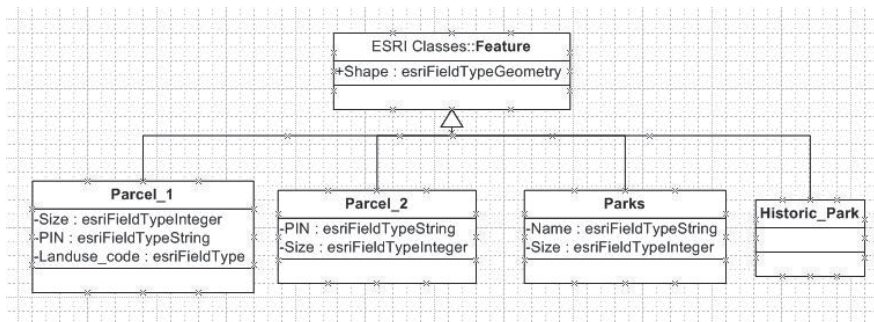 ESRI Classes::Feature
+Shape : esriFieldTypeGeometry
Parcel_1
-Size : esriFieldTypeInteger
-PIN : esriFieldTypeString
-Landuse_code : esriFieldType
Parcel_2
-PIN : esriFieldTypeString
-Size : esriFieldTypeInteger
Parks
-Name : esriFieldTypeString
-Size : esriFieldTypeInteger
Historic_Park